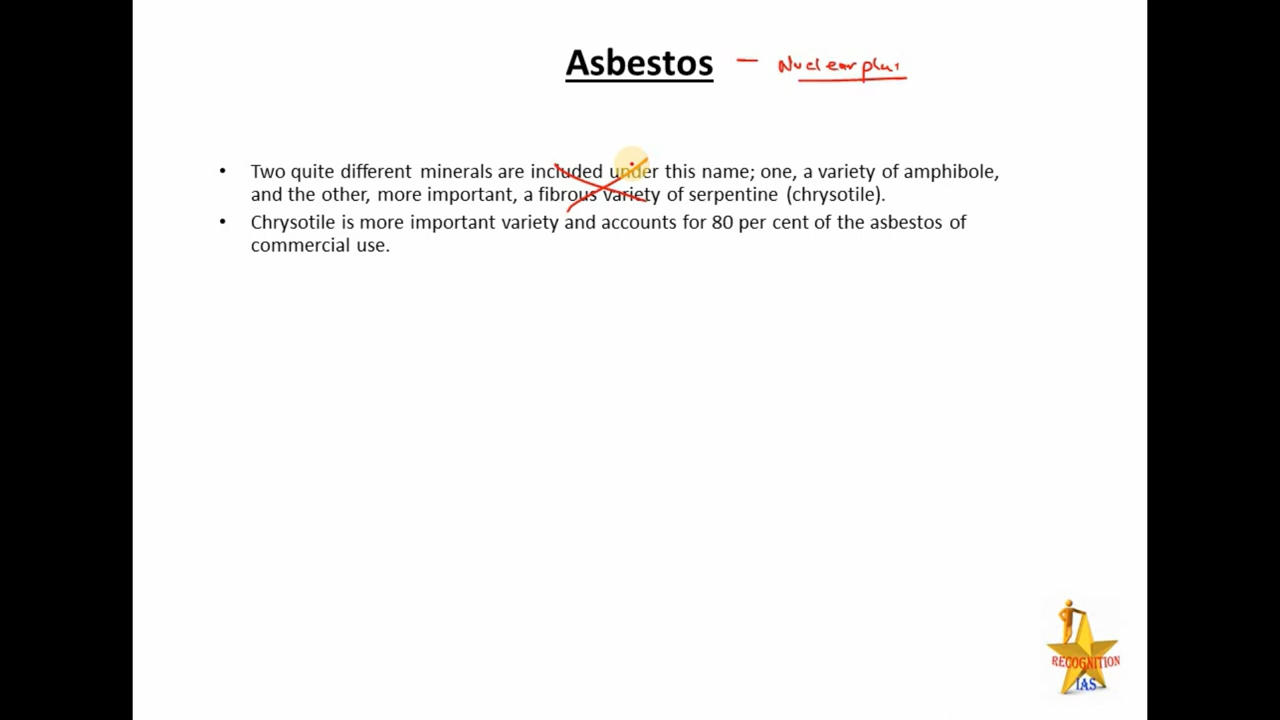 Asbestos - Nuclear
• Two quite different minerals are included under this name; one, a variety of amphibole,
and the other, more important, a fibrous variety of serpentine (chrysotile).
• Chrysotile is more important variety and accounts for 80 per cent of the asbestos of
commercial use.
RECOGNITION
IAS